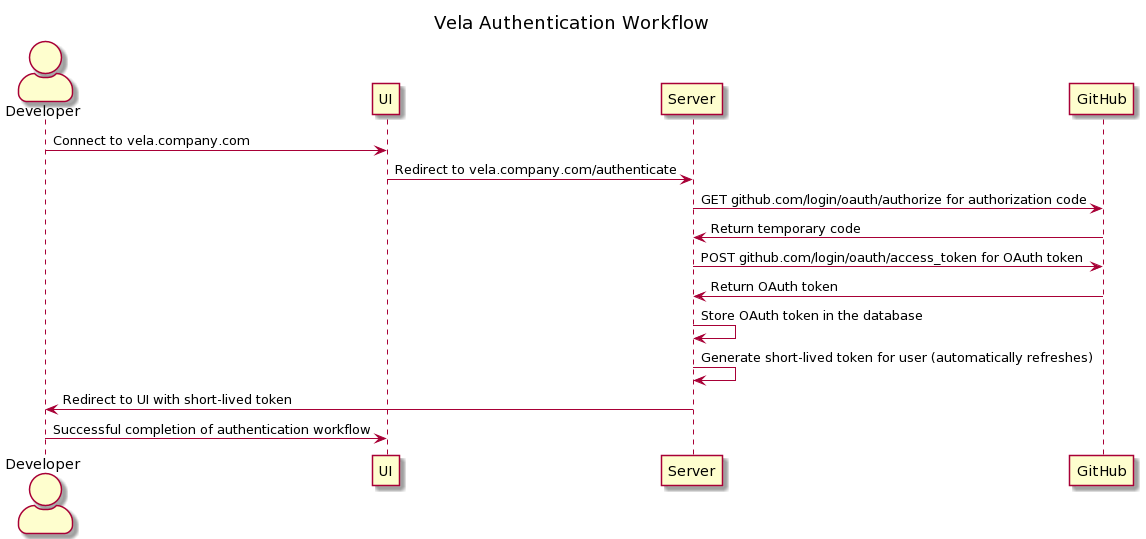 Vela Authentication Workflow
Developer
UI
Server
GitHub
Connect to vela.company.com
Redirect to vela.company.com/authenticate
GET github.com/login/oauth/authorize for authorization code
Return temporary code
POST github.com/login/oauth/access_token for OAuth token
Return OAuth token
Store OAuth token in the database
Generate short-lived token for user (automatically refreshes)
Redirect to UI with short-lived token
Successful completion of authentication workflow
Developer
UI
Server
GitHub